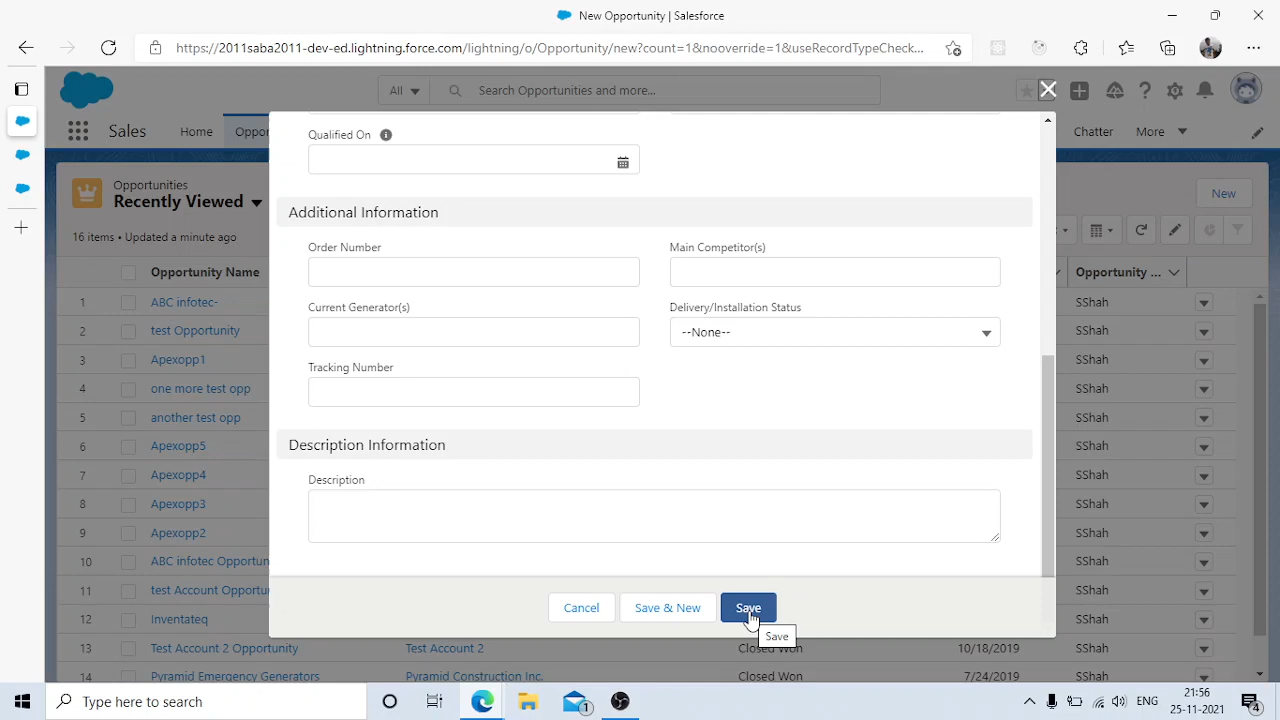 New Opportunity | Salesforce
https://2011saba2011-dev-ed.lightning.force.com/lightning/o/Opportunity/new?count=1&nooverride=1&useRecordTypeCheck...
All
Search Opportunities and more...
Sales
Home
Oppor
Chatter
More
Opportunities
Recently Viewed
New
16 items • Updated a minute ago
Opportunity Name
Opportunity ...
1 ABC infotec- SShah
2 test Opportunity SShah
3 Apexopp1 SShah
4 one more test opp SShah
5 another test opp SShah
6 Apexopp5 SShah
7 Apexopp4 SShah
8 Apexopp3 SShah
9 Apexopp2 SShah
10 ABC infotec Opportun SShah
11 test Account Opportu SShah
12 Inventateq SShah
13 Test Account 2 Opportunity Test Account 2 Closed Won 10/18/2019 SShah
14 Pyramid Emergency Generators Pyramid Construction Inc. Closed Won 7/24/2019 SShah
Qualified On
Additional Information
Order Number
Main Competitor(s)
Current Generator(s)
Delivery/Installation Status
--None--
Tracking Number
Description Information
Description
Cancel
Save & New
Save
Save
Type here to search
1
ENG
21:56
25-11-2021
4